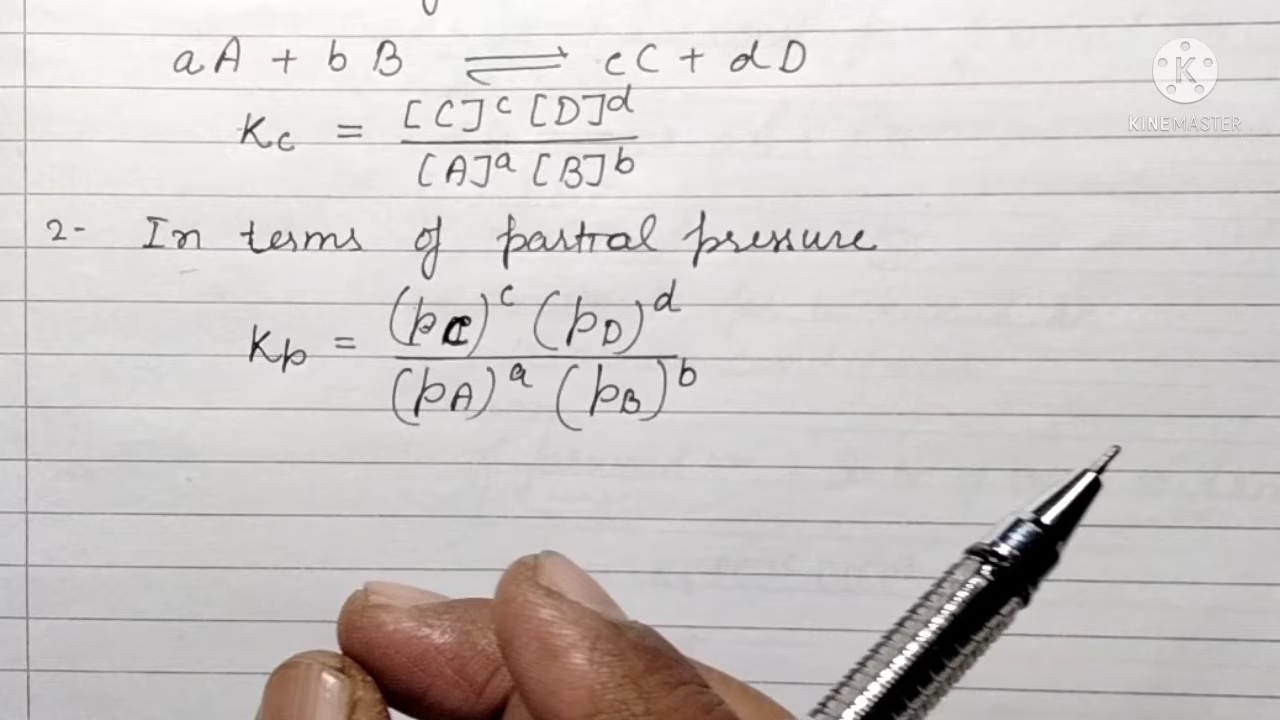 aA + bB ⇌ cC + dD
K
KINEMASTER
Kc = [C]ᶜ [D]ᵈ / [A]ᵃ [B]ᵇ
2- In terms of partial pressure
Kp = (pC)ᶜ (pD)ᵈ / (pA)ᵃ (pB)ᵇ